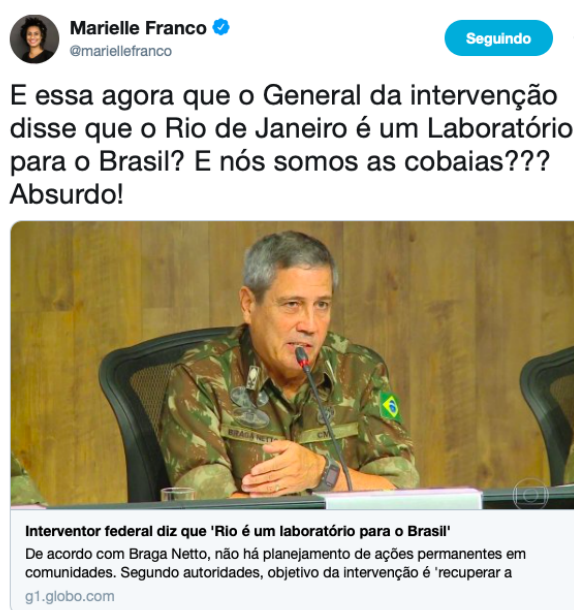 Marielle Franco
@mariellefranco
Seguindo
E essa agora que o General da intervenção
disse que o Rio de Janeiro é um Laboratório
para o Brasil? E nós somos as cobaias???
Absurdo!
BRAGA NETTO
CML
Interventor federal diz que 'Rio é um laboratório para o Brasil'
De acordo com Braga Netto, não há planejamento de ações permanentes em
comunidades. Segundo autoridades, objetivo da intervenção é 'recuperar a
g1.globo.com